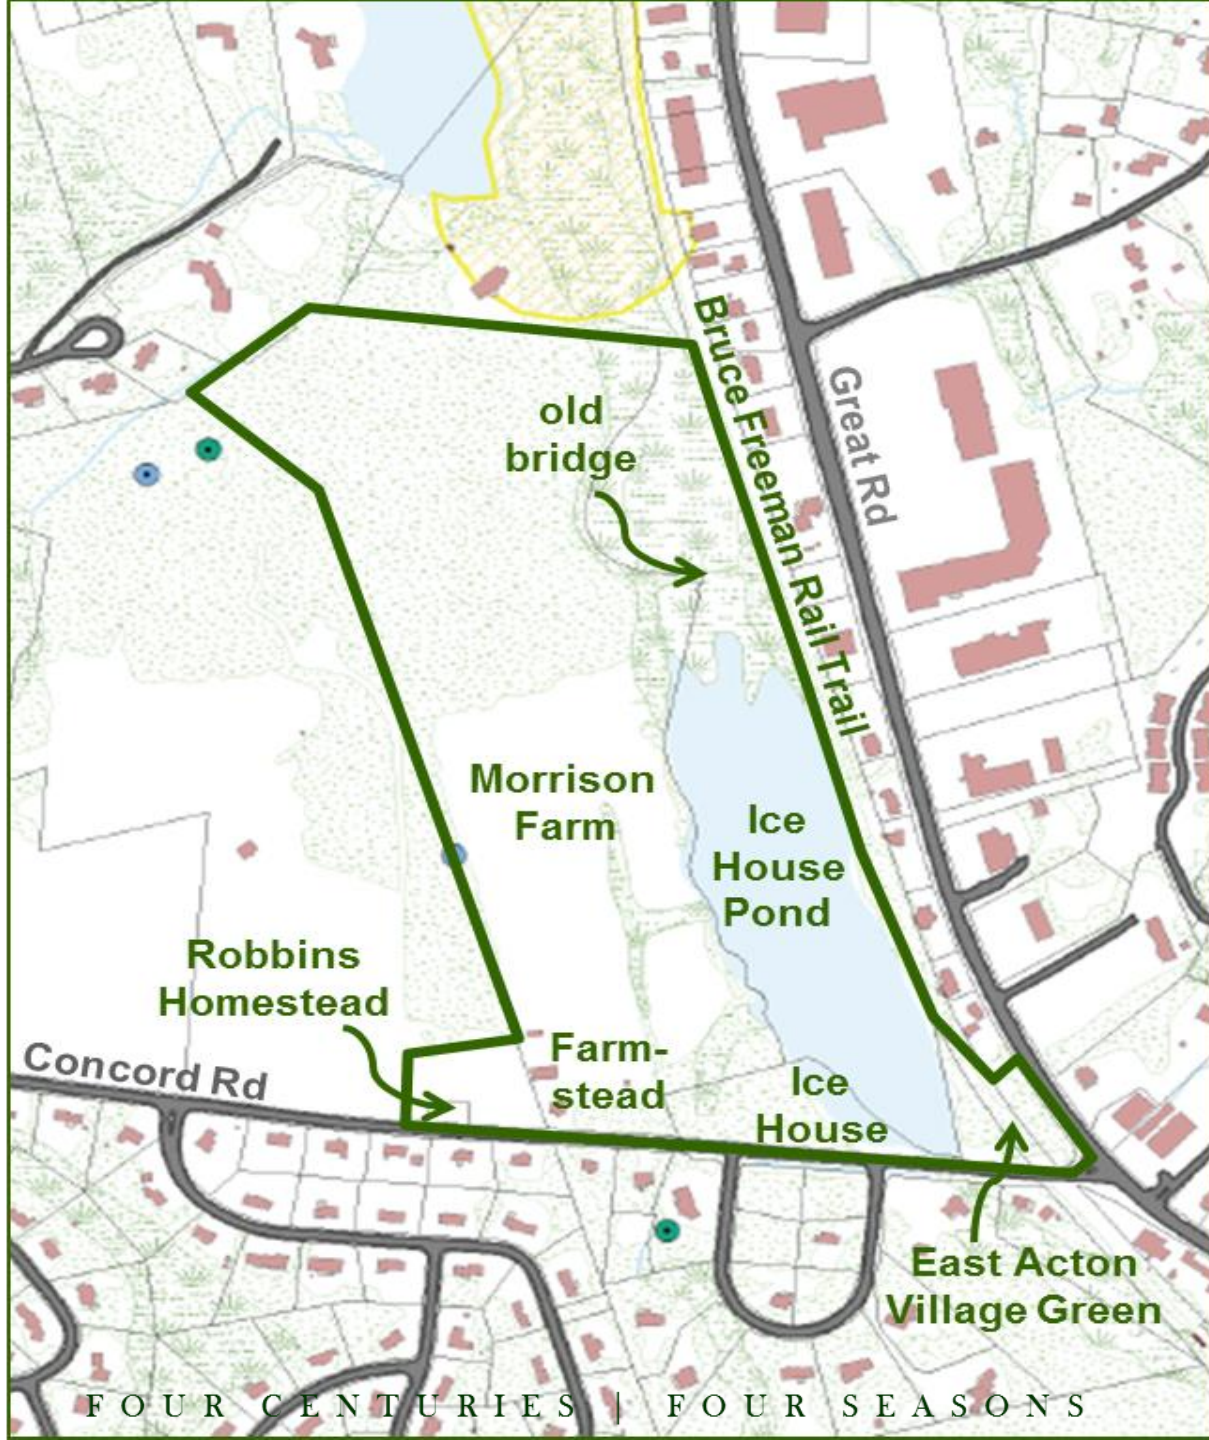 old
bridge
Bruce Freeman Rail Trail
Great Rd
Morrison
Farm
Ice
House
Pond
Robbins
Homestead
Concord Rd
Farm-
stead
Ice
House
East Acton
Village Green
FOUR CENTURIES | FOUR SEASONS